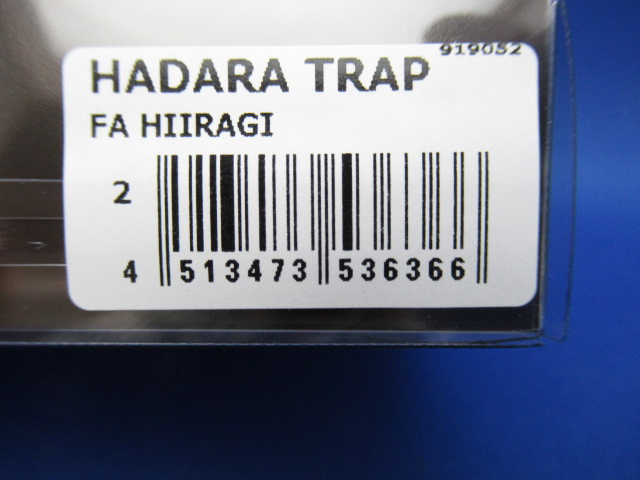 919052
HADARA TRAP
FA HIIRAGI
2
4 513473 536366